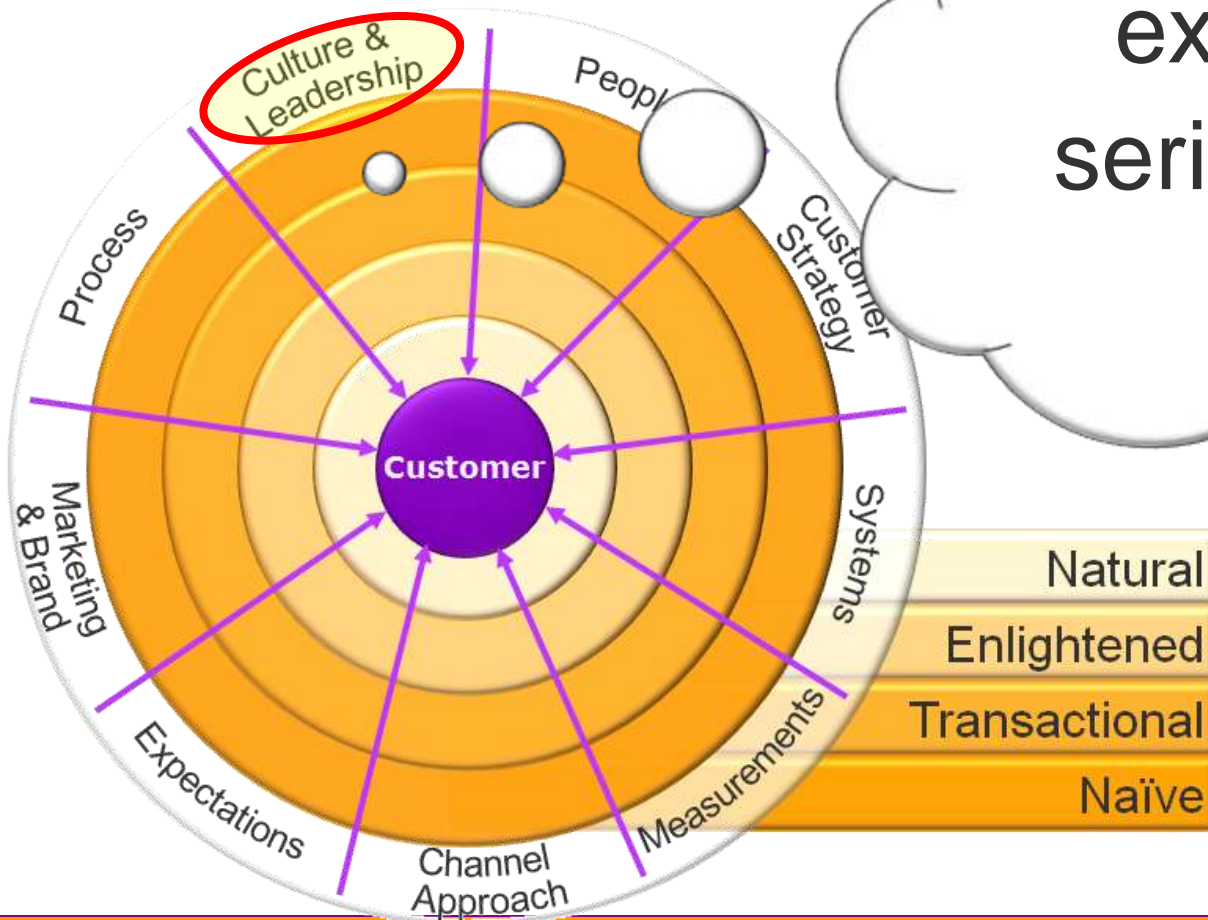 Culture &
Leadership
Peopl
Customer
Strategy
Systems
Measurements
Channel
Approach
Expectations
Marketing
& Brand
Process
Customer
ex
seri
Natural
Enlightened
Transactional
Naïve